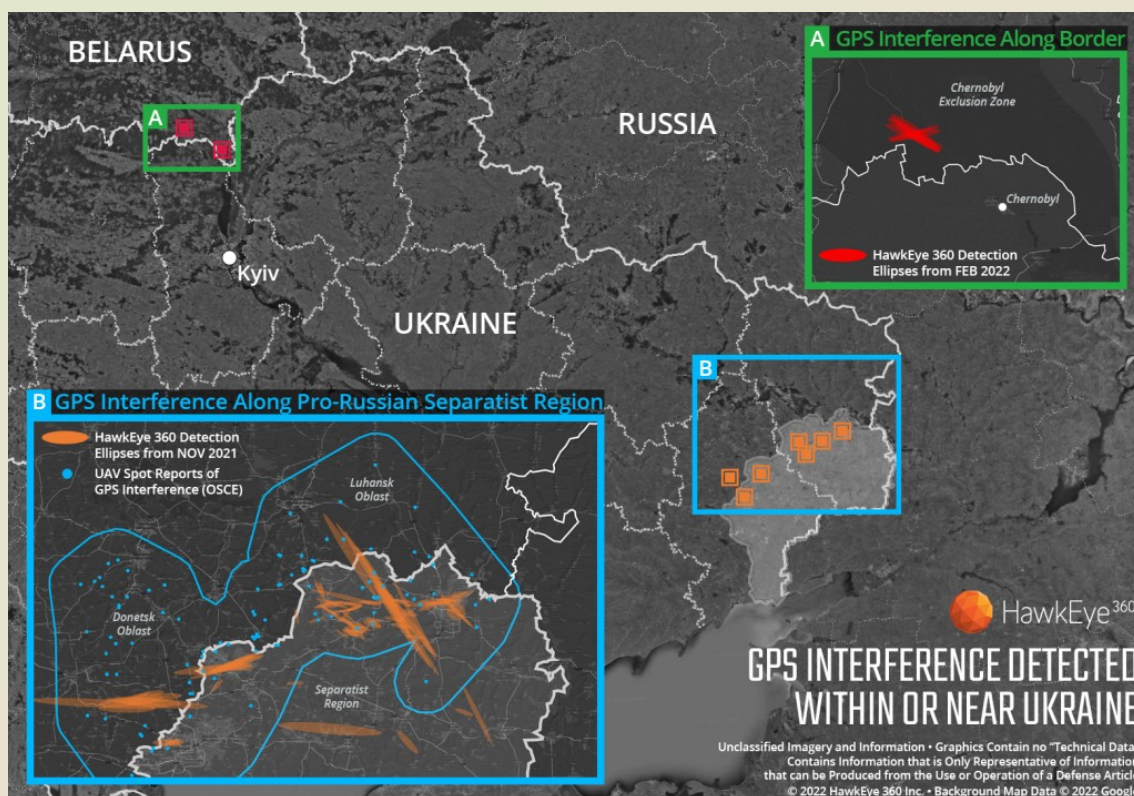 BELARUS
A
RUSSIA
Kyiv
UKRAINE
A GPS Interference Along Border
Chernobyl
Exclusion Zone
Chernobyl
HawkEye 360 Detection
Ellipses from FEB 2022
B
B GPS Interference Along Pro-Russian Separatist Region
HawkEye 360 Detection
Ellipses from NOV 2021
UAV Spot Reports of
GPS Interference (OSCE)
Luhansk
Oblast
Donetsk
Oblast
Separatist
Region
HawkEye 360
GPS INTERFERENCE DETECTED
WITHIN OR NEAR UKRAINE
Unclassified Imagery and Information • Graphics Contain no "Technical Data
Contains Information that is Only Representative of Information
that can be Produced from the Use or Operation of a Defense Article
© 2022 HawkEye 360 Inc. • Background Map Data © 2022 Google